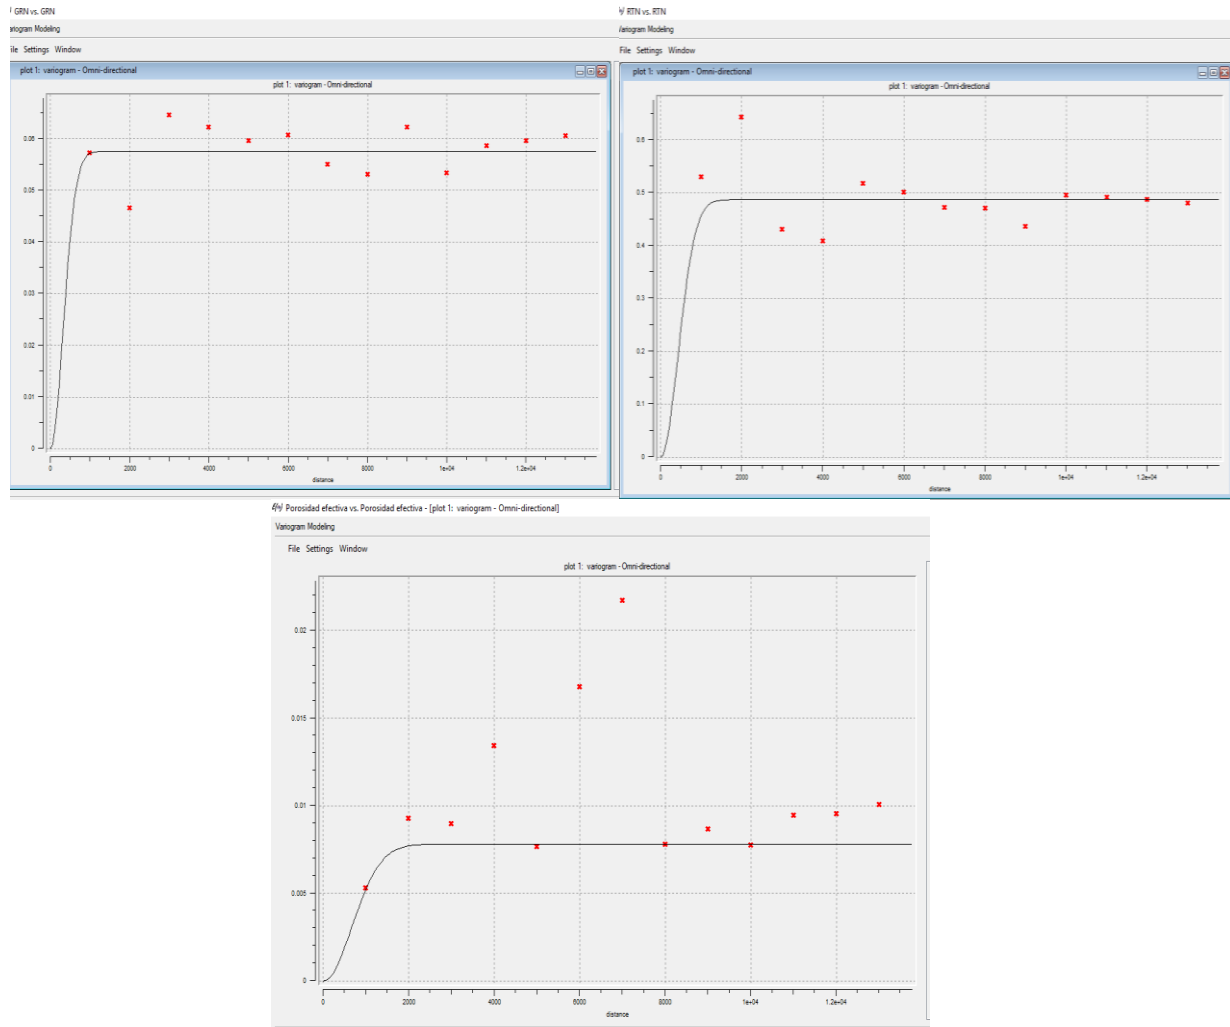 GRN vs. GRN
ariogram Modeling
ile Settings Window
plot 1: variogram - Omni-directional
plot 1: variogram - Omni-directional
0.06
0.05
0.04
0.03
0.02
0.01
0
0 2000 4000 6000 8000 1e+04 1.2e+04
distance
RTN vs. RTN
ariogram Modeling
File Settings Window
plot 1: variogram - Omni-directional
plot 1: variogram - Omni-directional
0.6
0.5
0.4
0.3
0.2
0.1
0
0 2000 4000 6000 8000 1e+04 1.2e+04
distance
Porosidad efectiva vs. Porosidad efectiva - [plot 1: variogram - Omni-directional]
Variogram Modeling
File Settings Window
plot 1: variogram - Omni-directional
0.02
0.015
0.01
0.005
0
0 2000 4000 6000 8000 1e+04 1.2e+04
distance